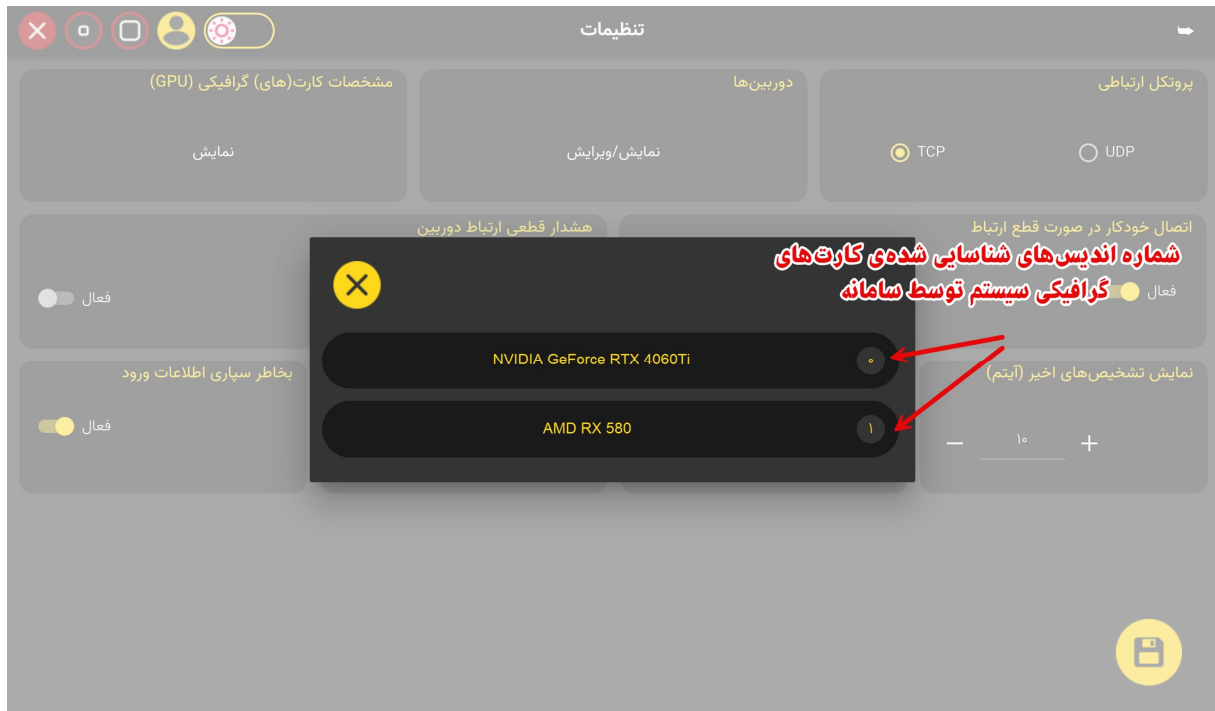 تنظیمات
پروتکل ارتباطی
دوربین‌ها
مشخصات کارت(های) گرافیکی (GPU)
UDP
TCP
نمایش/ویرایش
نمایش
اتصال خودکار در صورت قطع ارتباط
هشدار قطعی ارتباط دوربین
شماره اندیس‌های شناسایی شده‌ی کارت‌های
گرافیکی سیستم توسط سامانه
فعال
فعال
۰
NVIDIA GeForce RTX 4060Ti
۱
AMD RX 580
نمایش تشخیص‌های اخیر (آیتم)
بخاطر سپاری اطلاعات ورود
+ ۱۰ −
فعال